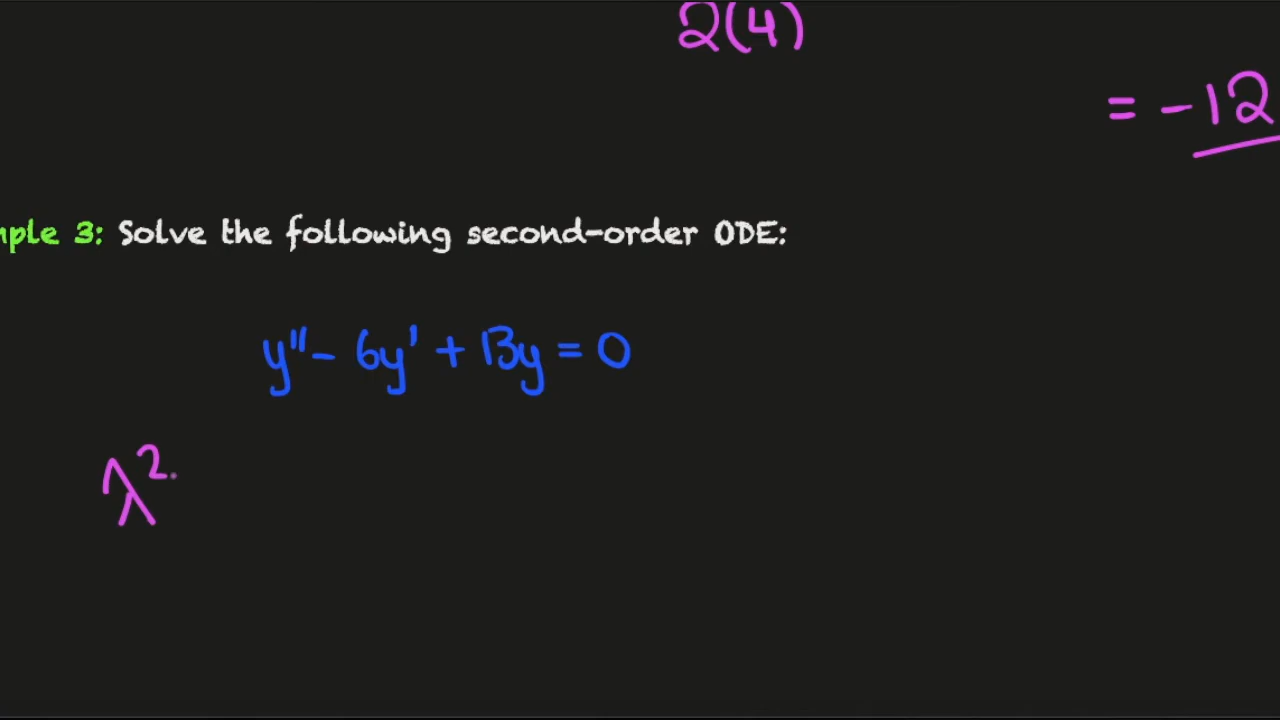 2(4)
= -12
mple 3: Solve the following second-order ODE:
y'' - 6y' + 13y = 0
λ²